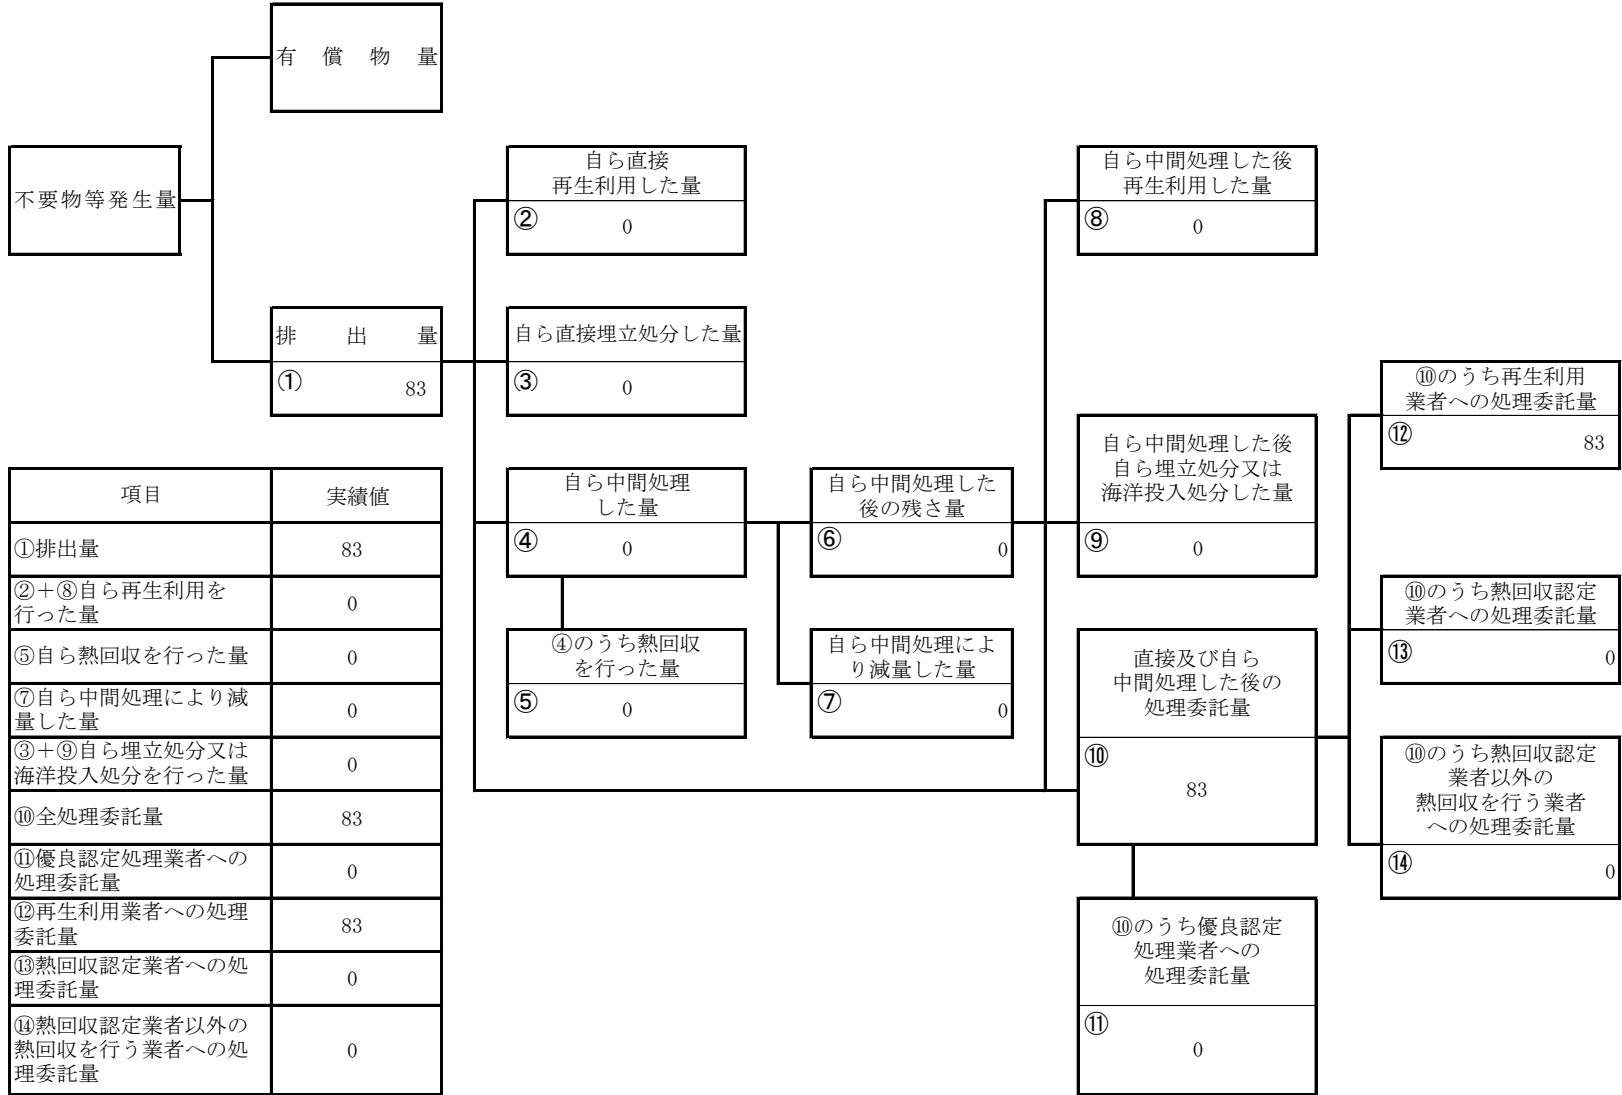 有償物量
不要物等発生量
排出量
① 83
自ら直接
再生利用した量
② 0
自ら直接埋立処分した量
③ 0
自ら中間処理
した量
④ 0
④のうち熱回収
を行った量
⑤ 0
自ら中間処理した
後の残さ量
⑥ 0
自ら中間処理によ
り減量した量
⑦ 0
自ら中間処理した後
再生利用した量
⑧ 0
自ら中間処理した後
自ら埋立処分又は
海洋投入処分した量
⑨ 0
直接及び自ら
中間処理した後の
処理委託量
⑩
83
⑩のうち優良認定
処理業者への
処理委託量
⑪
0
⑩のうち再生利用
業者への処理委託量
⑫ 83
⑩のうち熱回収認定
業者への処理委託量
⑬ 0
⑩のうち熱回収認定
業者以外の
熱回収を行う業者
への処理委託量
⑭ 0
項目 実績値
①排出量 83
②＋⑧自ら再生利用を
行った量 0
⑤自ら熱回収を行った量 0
⑦自ら中間処理により減
量した量 0
③＋⑨自ら埋立処分又は
海洋投入処分を行った量 0
⑩全処理委託量 83
⑪優良認定処理業者への
処理委託量 0
⑫再生利用業者への処理
委託量 83
⑬熱回収認定業者への処
理委託量 0
⑭熱回収認定業者以外の
熱回収を行う業者への処
理委託量 0